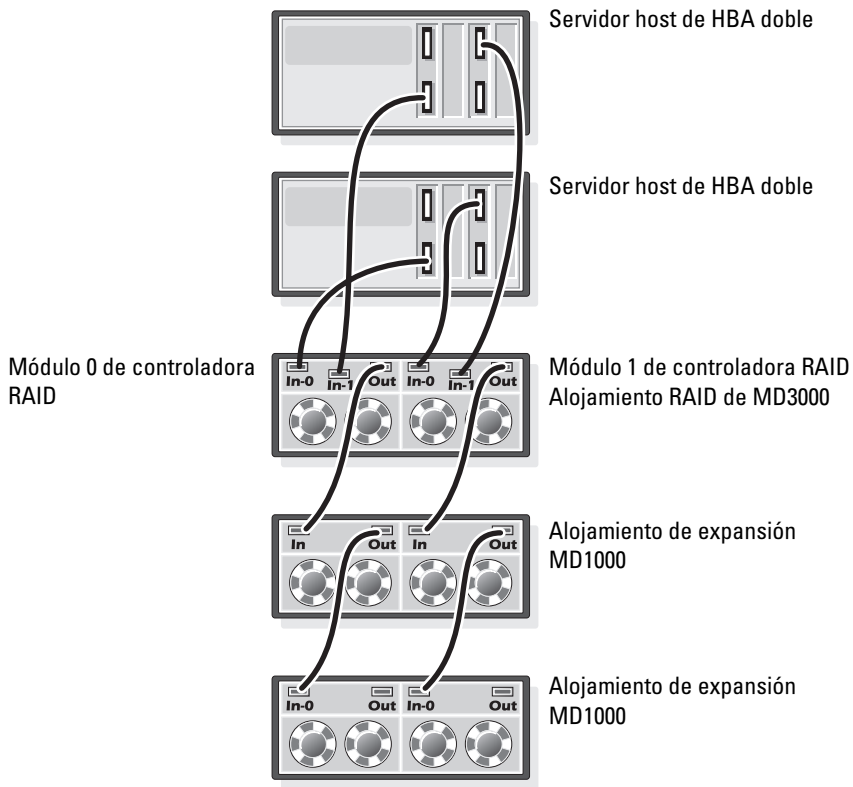 Servidor host de HBA doble
Servidor host de HBA doble
Módulo 0 de controladora
RAID
In-0 In-1 Out In-0 In-1 Out
Módulo 1 de controladora RAID
Alojamiento RAID de MD3000
In Out In Out
Alojamiento de expansión
MD1000
In-0 Out In-0 Out
Alojamiento de expansión
MD1000